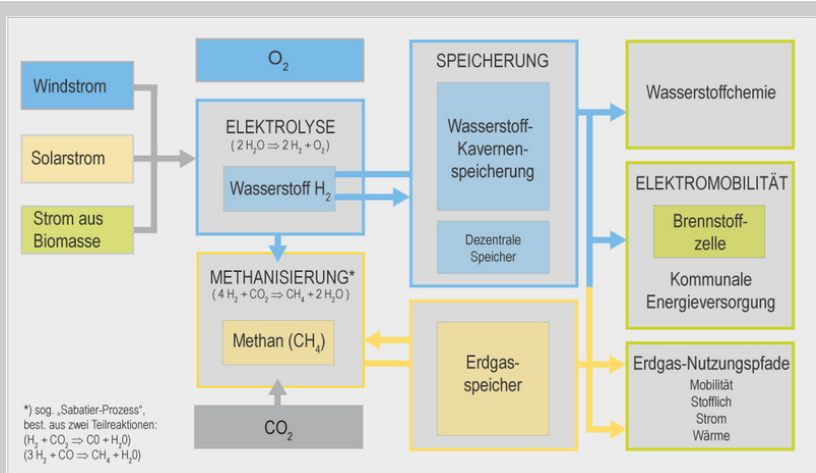 Windstrom
Solarstrom
Strom aus
Biomasse
O₂
ELEKTROLYSE
( 2 H₂O ⇒ 2 H₂ + O₂ )
Wasserstoff H₂
METHANISIERUNG*
( 4 H₂ + CO₂ ⇒ CH₄ + 2 H₂O )
Methan (CH₄)
CO₂
SPEICHERUNG
Wasserstoff-
Kavernen-
speicherung
Dezentrale
Speicher
Erdgas-
speicher
Wasserstoffchemie
ELEKTROMOBILITÄT
Brennstoff-
zelle
Kommunale
Energieversorgung
Erdgas-Nutzungspfade
Mobilität
Stofflich
Strom
Wärme
*) sog. „Sabatier-Prozess“,
best. aus zwei Teilreaktionen:
(H₂ + CO₂ ⇒ C0 + H₂0)
(3 H₂ + CO ⇒ CH₄ + H₂0)